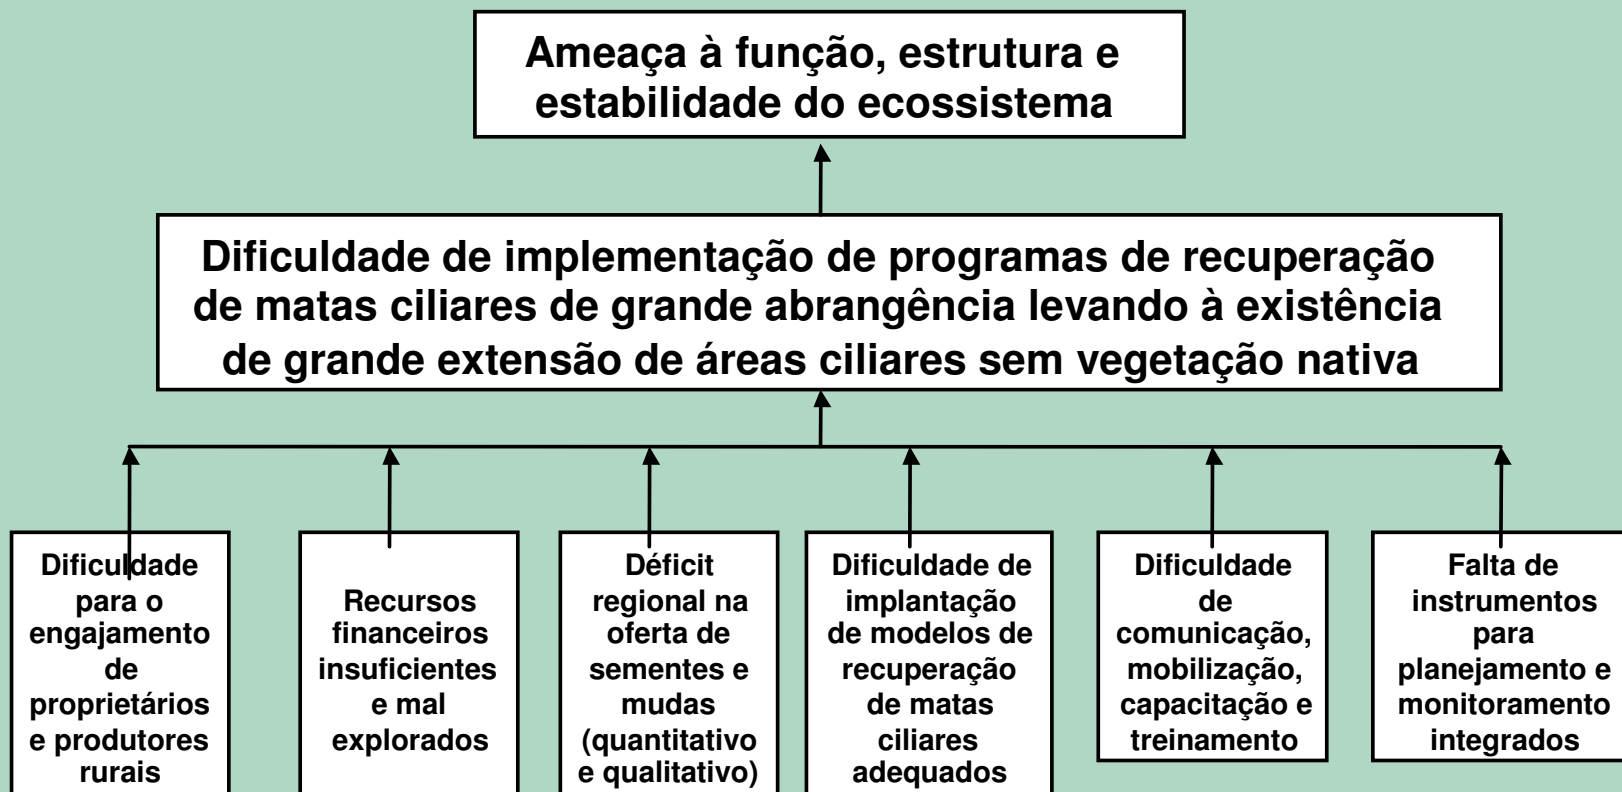 Ameaça à função, estrutura e
estabilidade do ecossistema
Dificuldade de implementação de programas de recuperação
de matas ciliares de grande abrangência levando à existência
de grande extensão de áreas ciliares sem vegetação nativa
Dificuldade
para o
engajamento
de
proprietários
e produtores
rurais
Recursos
financeiros
insuficientes
e mal
explorados
Déficit
regional na
oferta de
sementes e
mudas
(quantitativo
e qualitativo)
Dificuldade de
implantação
de modelos de
recuperação
de matas
ciliares
adequados
Dificuldade
de
comunicação,
mobilização,
capacitação e
treinamento
Falta de
instrumentos
para
planejamento e
monitoramento
integrados